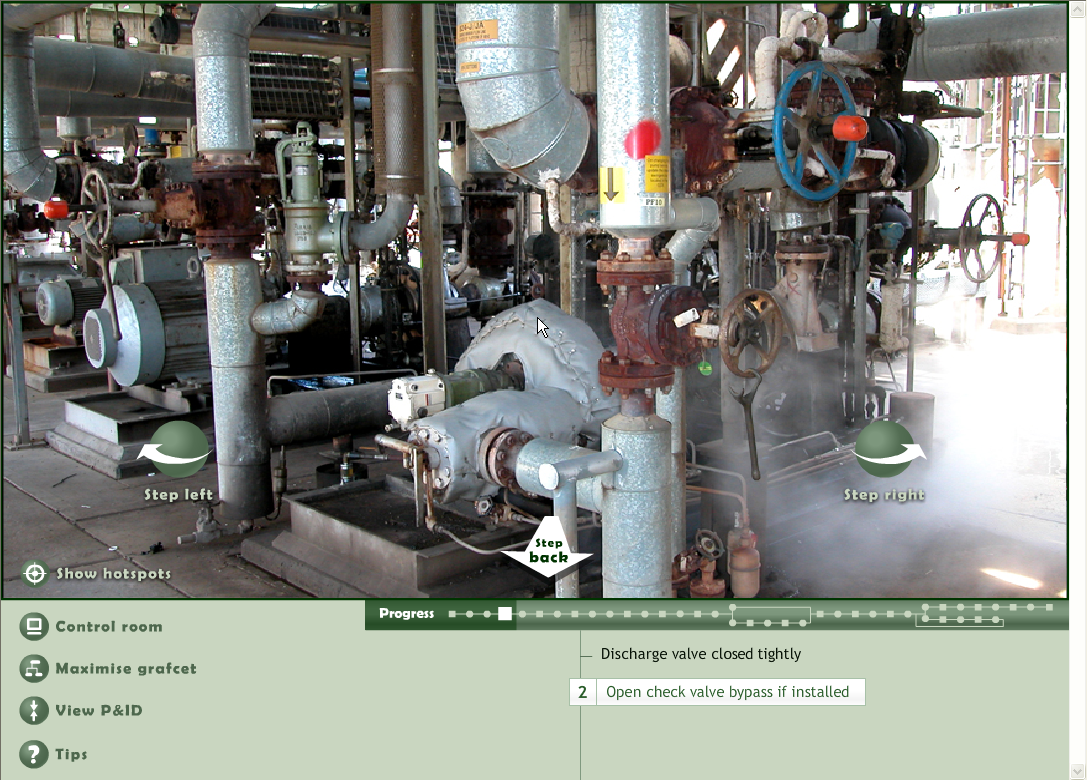 PF10
Step left
Step right
Step
back
Show hotspots
Progress
Control room
Discharge valve closed tightly
Maximise grafcet
2 Open check valve bypass if installed
View P&ID
? Tips